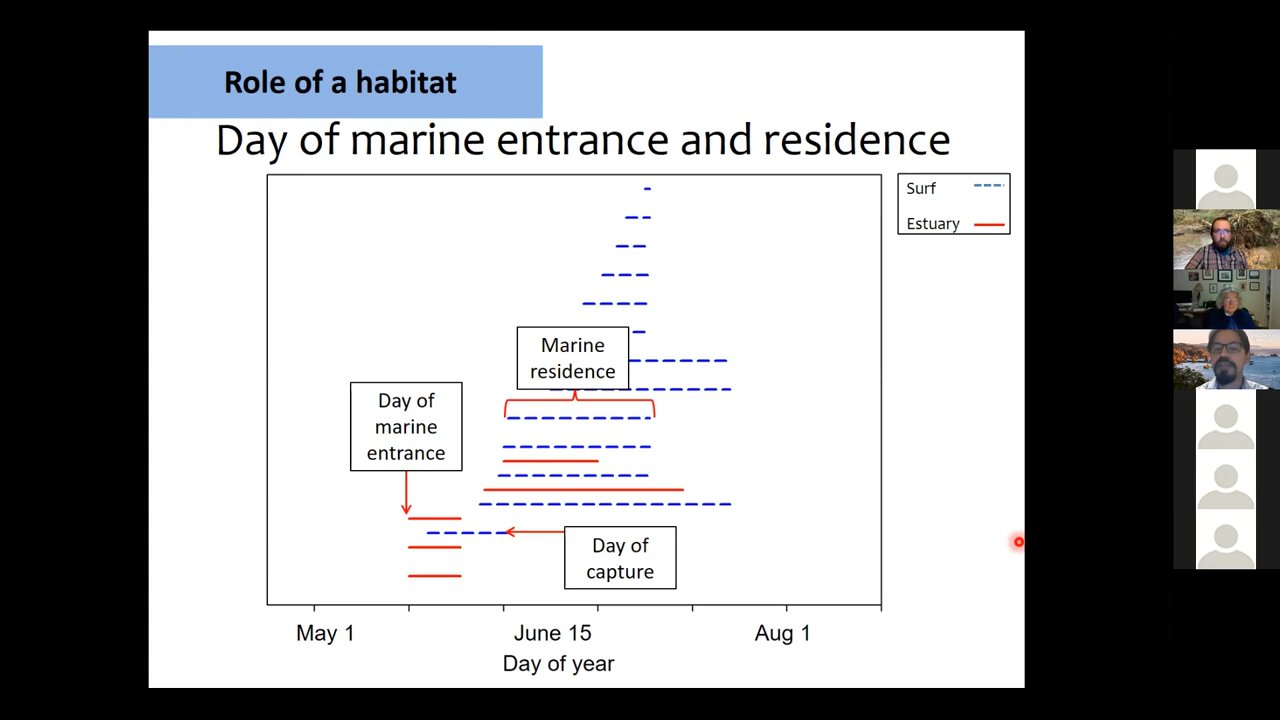 Role of a habitat
Day of marine entrance and residence
Surf
Estuary
Marine
residence
Day of
marine
entrance
Day of
capture
May 1
June 15
Aug 1
Day of year